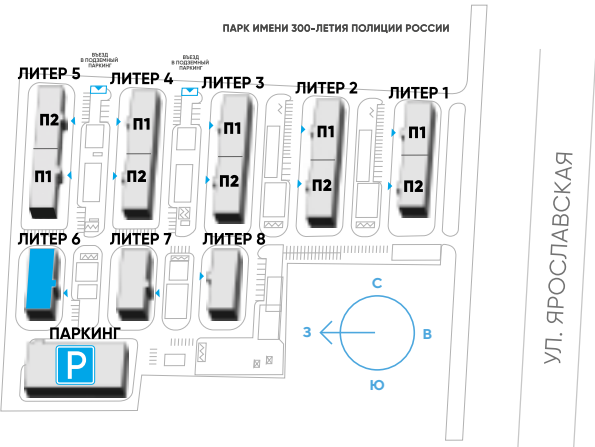 ПАРК ИМЕНИ 300-ЛЕТИЯ ПОЛИЦИИ РОССИИ
ВЪЕЗД
В ПОДЗЕМНЫЙ
ПАРКИНГ
ВЪЕЗД
В ПОДЗЕМНЫЙ
ПАРКИНГ
ЛИТЕР 5
ЛИТЕР 4
ЛИТЕР 3
ЛИТЕР 2
ЛИТЕР 1
П2
П1
П1
П2
П1
П2
П1
П2
П1
П2
ЛИТЕР 6
ЛИТЕР 7
ЛИТЕР 8
ПАРКИНГ
P
С
З
В
Ю
УЛ. ЯРОСЛАВСКАЯ